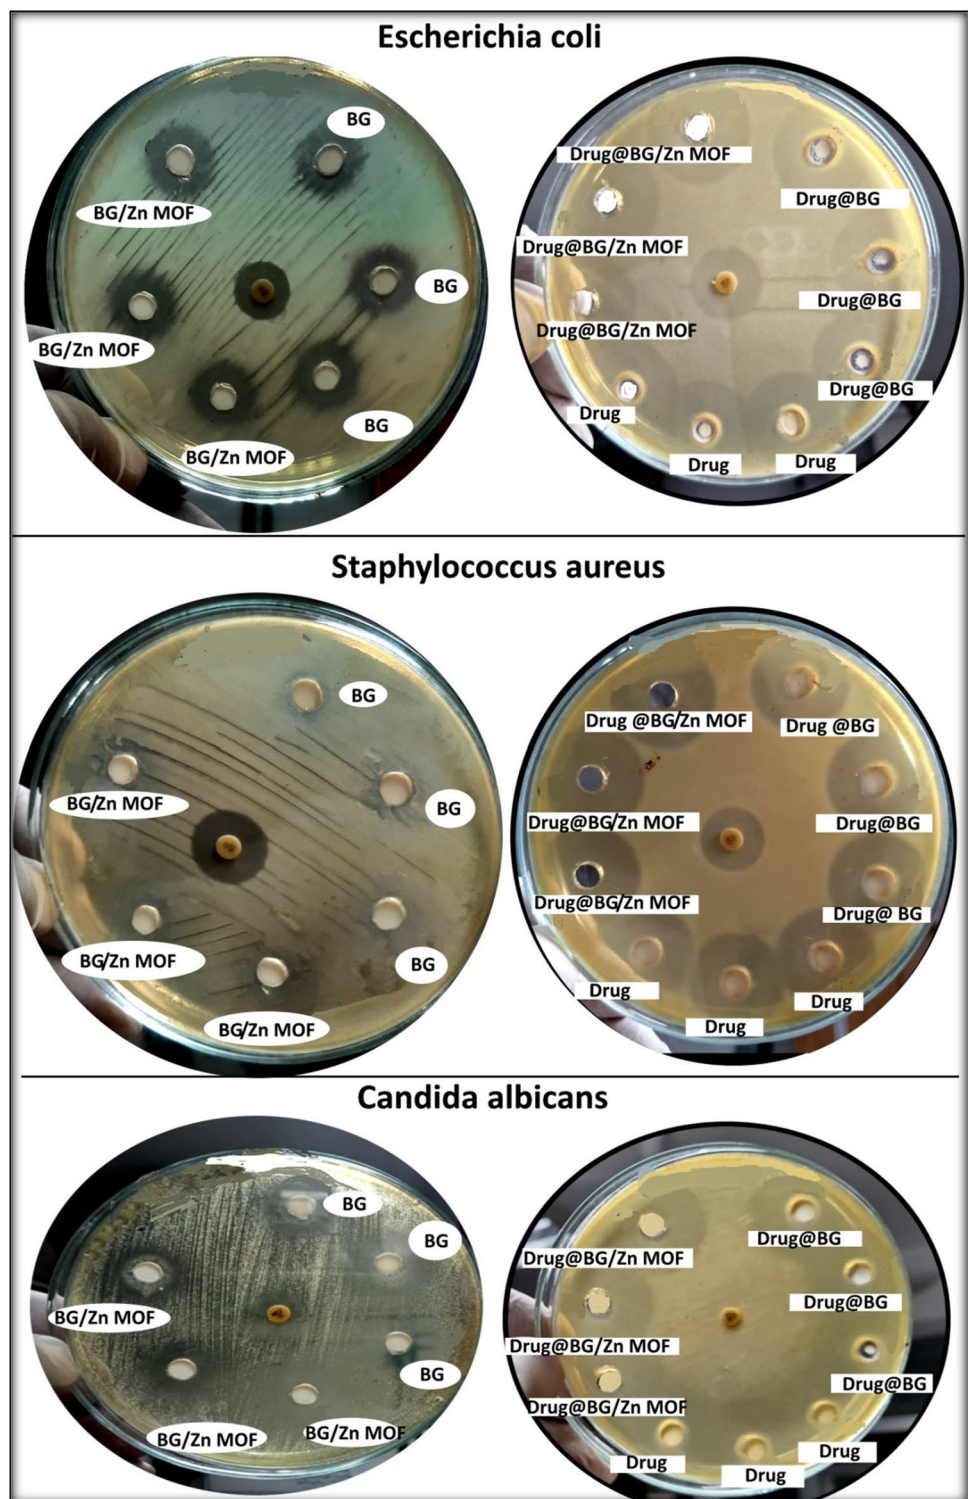 Escherichia coli
BG
BG/Zn MOF
BG
BG/Zn MOF
BG
BG/Zn MOF
Drug@BG/Zn MOF
Drug@BG
Drug@BG/Zn MOF
Drug@BG
Drug@BG/Zn MOF
Drug@BG
Drug
Drug
Drug
Staphylococcus aureus
BG
BG/Zn MOF
BG
BG/Zn MOF
BG
BG/Zn MOF
Drug @BG/Zn MOF
Drug @BG
Drug@BG/Zn MOF
Drug@BG
Drug@BG/Zn MOF
Drug@ BG
Drug
Drug
Drug
Candida albicans
BG
BG
BG/Zn MOF
BG
BG/Zn MOF
BG/Zn MOF
Drug@BG
Drug@BG/Zn MOF
Drug@BG
Drug@BG/Zn MOF
Drug@BG
Drug@BG/Zn MOF
Drug
Drug
Drug